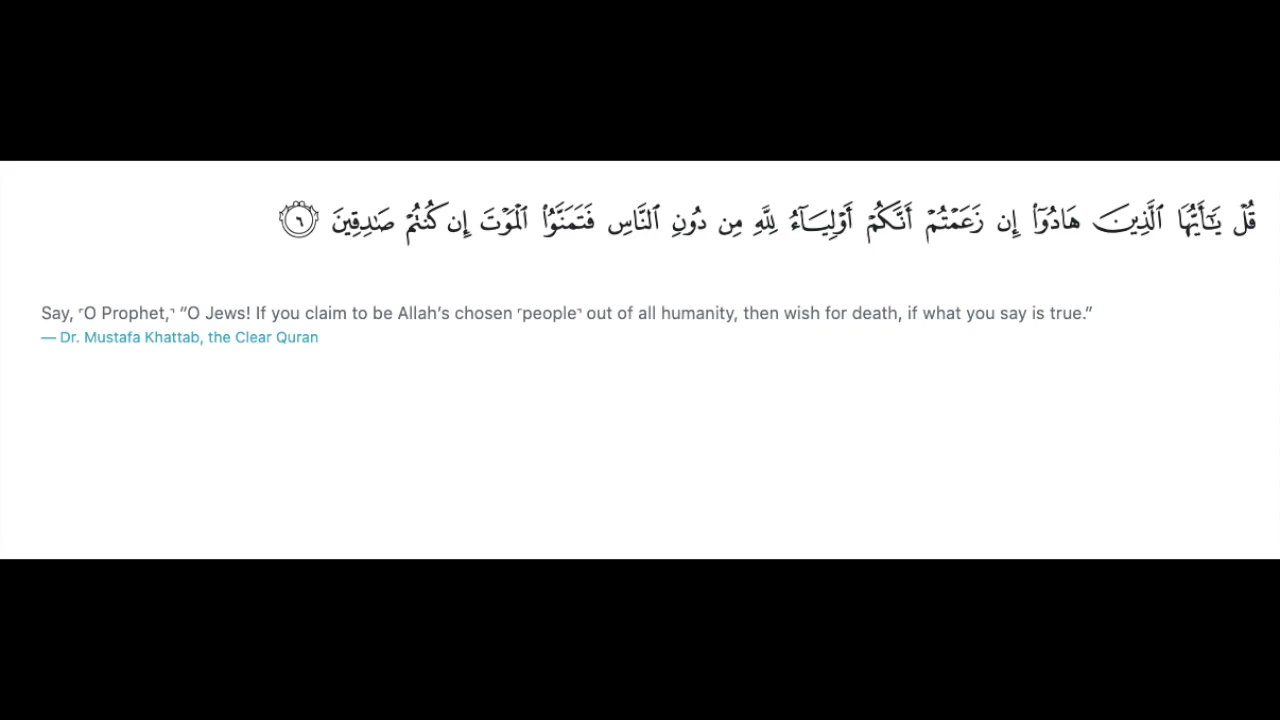 قُلْ يَـٰٓأَيُّهَا ٱلَّذِينَ هَادُوٓا۟ إِن زَعَمْتُمْ أَنَّكُمْ أَوْلِيَآءُ لِلَّهِ مِن دُونِ ٱلنَّاسِ فَتَمَنَّوُا۟ ٱلْمَوْتَ إِن كُنتُمْ صَـٰدِقِينَ ٦
Say, ˹O Prophet,˺ “O Jews! If you claim to be Allah’s chosen ˹people˺ out of all humanity, then wish for death, if what you say is true.”
— Dr. Mustafa Khattab, the Clear Quran